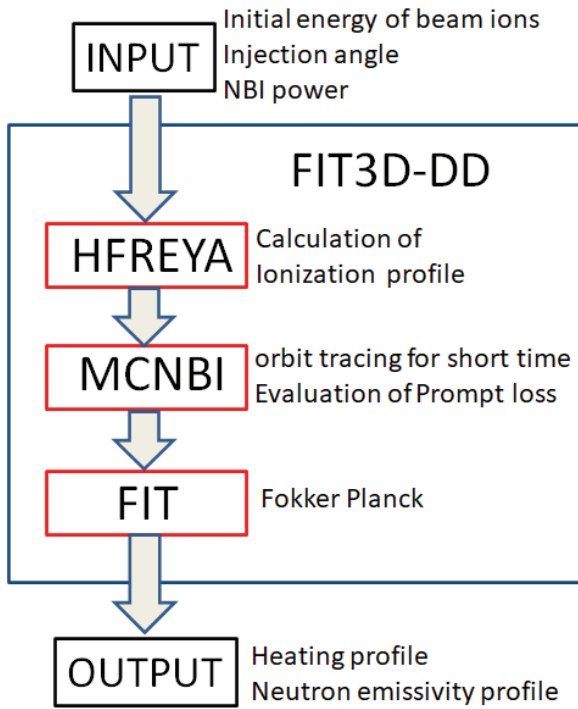 Initial energy of beam ions
INPUT
Injection angle
NBI power
FIT3D-DD
HFREYA
Calculation of
Ionization profile
MCNBI
orbit tracing for short time
Evaluation of Prompt loss
FIT
Fokker Planck
OUTPUT
Heating profile
Neutron emissivity profile